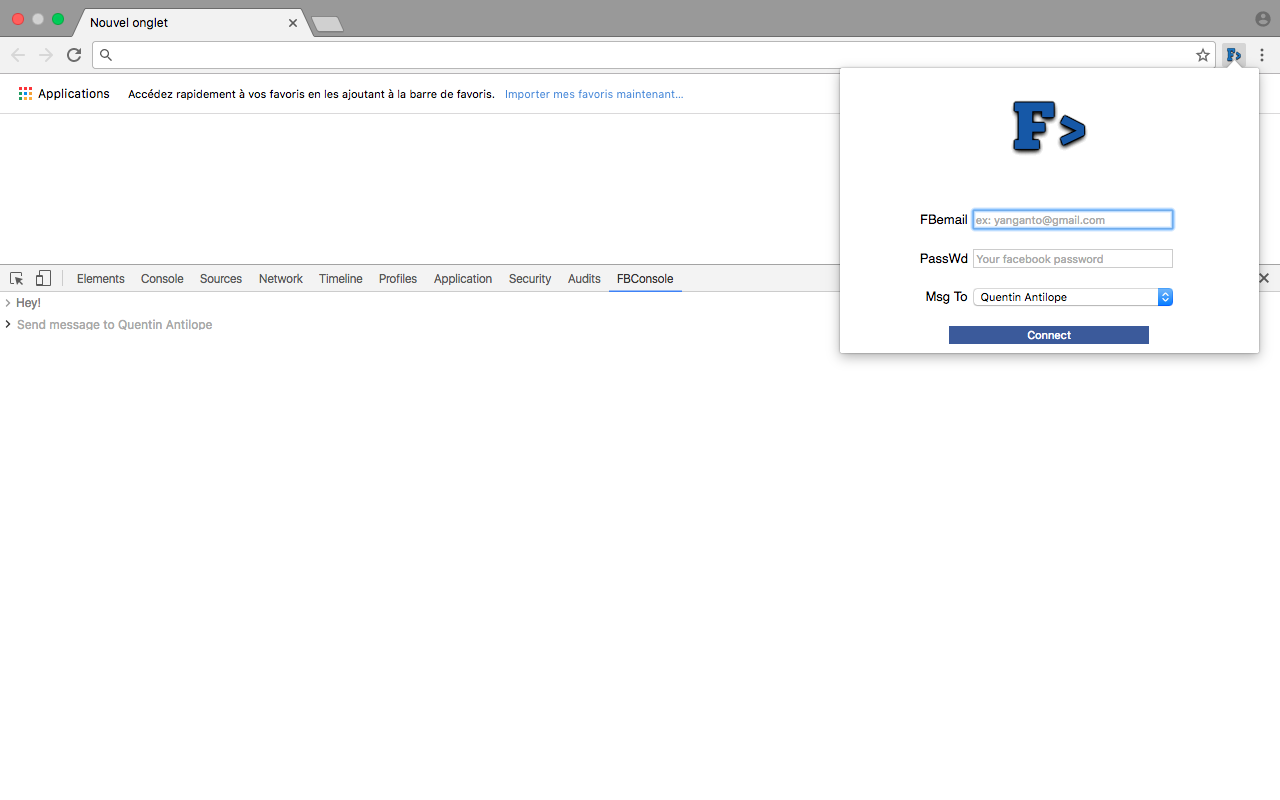 Nouvel onglet
F>
Applications Accédez rapidement à vos favoris en les ajoutant à la barre de favoris. Importer mes favoris maintenant...
F>
FBemail ex: yanganto@gmail.com
PassWd Your facebook password
Msg To Quentin Antilope
Connect
Elements Console Sources Network Timeline Profiles Application Security Audits FBConsole
> Hey!
> Send message to Quentin Antilope